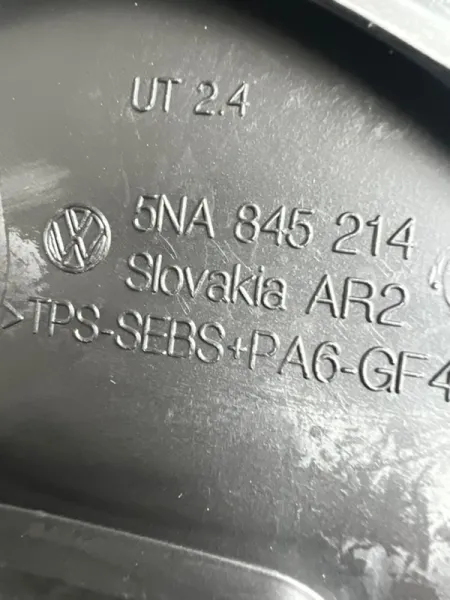 UT 2.4
5NA 845 214
Slovakia AR2
>TPS-SEBS+PA6-GF4